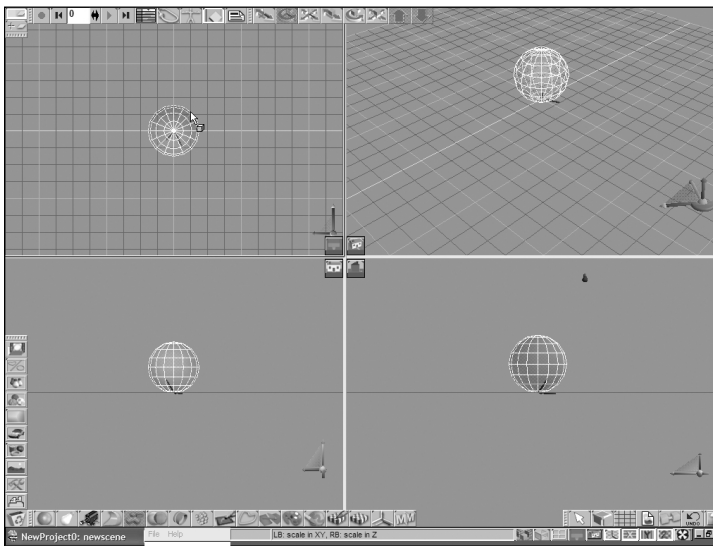 0
UNDO
NewProject0: newscene
File Help
LB: scale in XY, RB: scale in Z